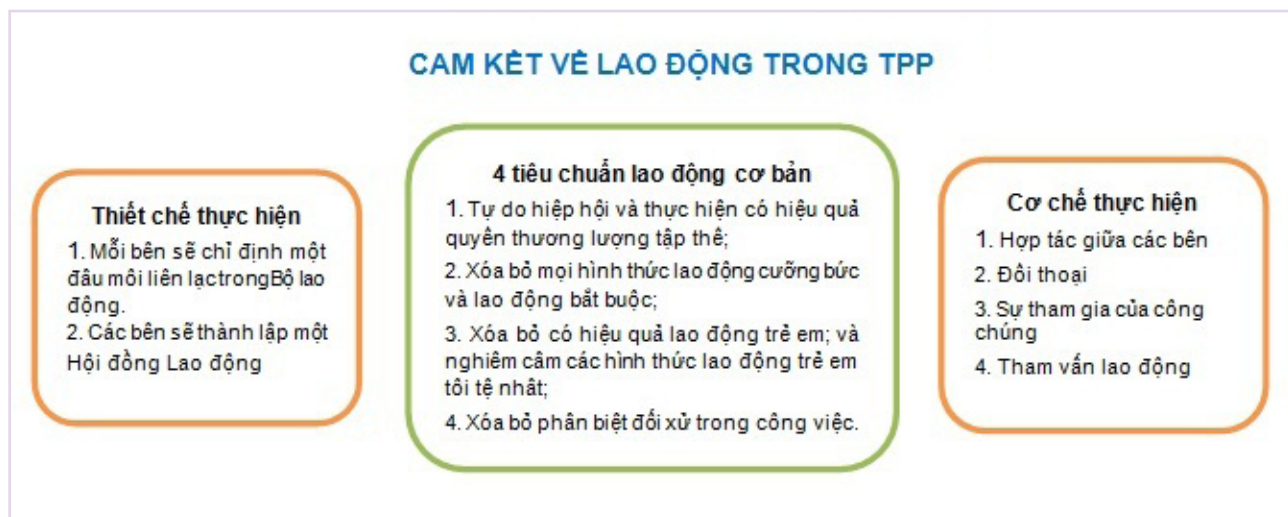 CAM KẾT VỀ LAO ĐỘNG TRONG TPP
Thiết chế thực hiện
1. Mỗi bên sẽ chỉ định một
đầu mối liên lạctrongBộ lao
động.
2. Các bên sẽ thành lập một
Hội đồng Lao động
4 tiêu chuẩn lao động cơ bản
1. Tự do hiệp hội và thực hiện có hiệu quả
quyền thương lượng tập thể;
2. Xóa bỏ mọi hình thức lao động cưỡng bức
và lao động bắt buộc;
3. Xóa bỏ có hiệu quả lao động trẻ em; và
nghiêm cấm các hình thức lao động trẻ em
tồi tệ nhất;
4. Xóa bỏ phân biệt đối xử trong công việc.
Cơ chế thực hiện
1. Hợp tác giữa các bên
2. Đối thoại
3. Sự tham gia của công
chúng
4. Tham vấn lao động